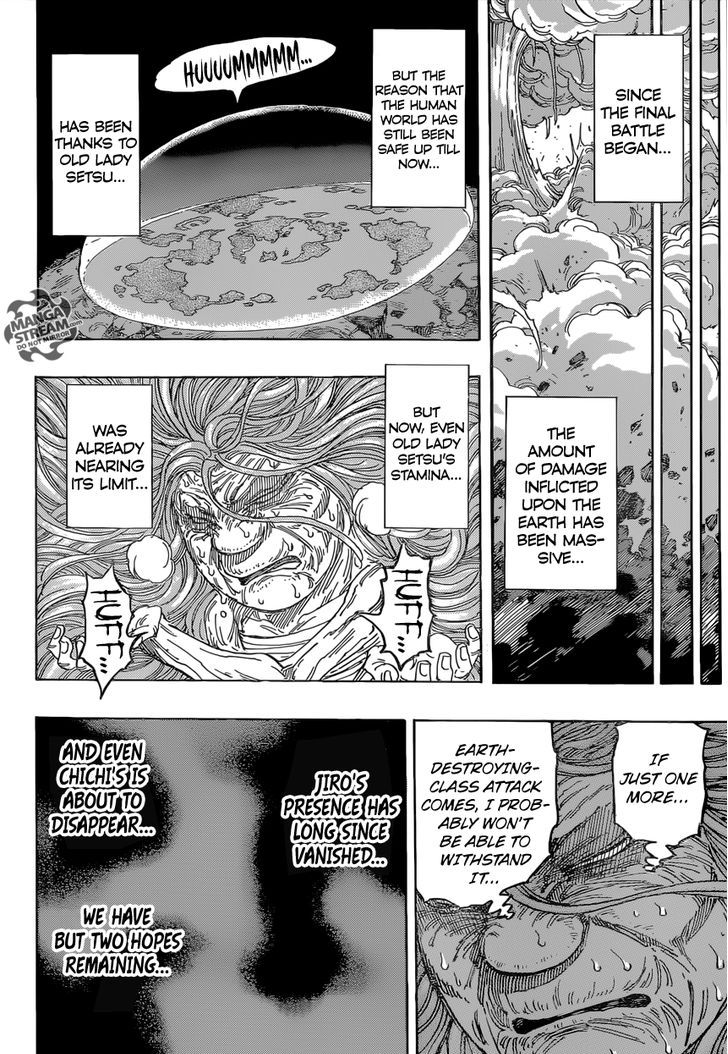 SINCE
THE FINAL
BATTLE
BEGAN...
THE
AMOUNT
OF DAMAGE
INFLICTED
UPON THE
EARTH HAS
BEEN MAS-
SIVE...
HUUUUMMMMM...
BUT THE
REASON THAT
THE HUMAN
WORLD HAS
STILL BEEN
SAFE UP TILL
NOW...
HAS BEEN
THANKS TO
OLD LADY
SETSU...
MANGA
STREAM.com
DO NOT MIRROR!
BUT
NOW, EVEN
OLD LADY
SETSU'S
STAMINA...
WAS
ALREADY
NEARING
ITS LIMIT...
HUFF...
HUFF...
IF
JUST ONE
MORE...
EARTH-
DESTROYING-
CLASS ATTACK
COMES, I PROB-
ABLY WON'T
BE ABLE TO
WITHSTAND
IT...
JIRO'S
PRESENCE HAS
LONG SINCE
VANISHED...
AND EVEN
CHICHI'S IS
ABOUT TO
DISAPPEAR...
WE HAVE
BUT TWO HOPES
REMAINING...